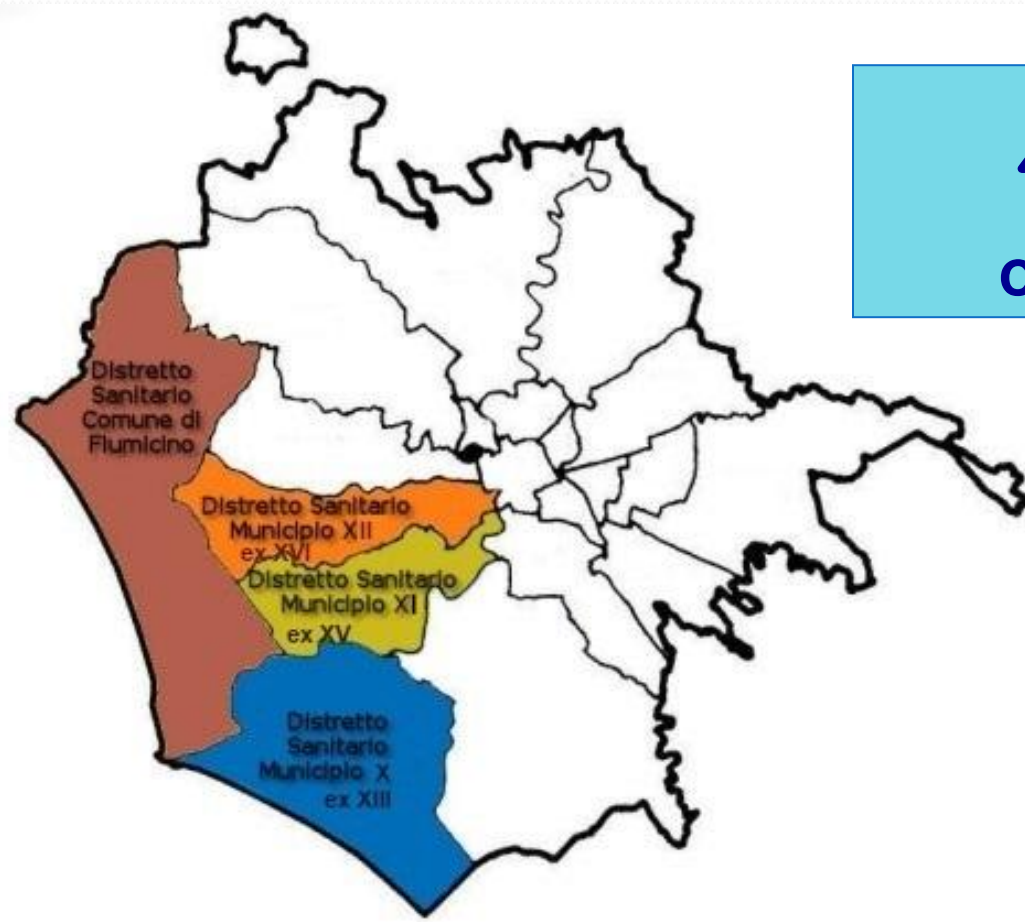 Distretto
Sanitario
Comune di
Fiumicino
Distretto Sanitario
Municipio XII
ex XVI
Distretto Sanitario
Municipio XI
ex XV
Distretto
Sanitario
Municipio X
ex XIII